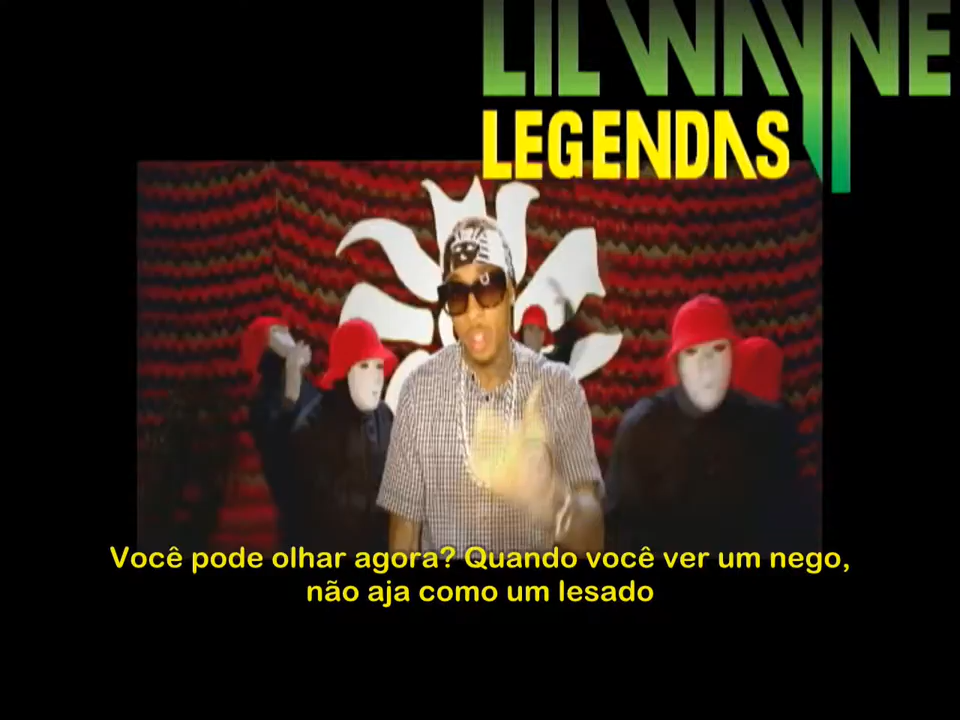 LIL WAYNE
LEGENDAS
Você pode olhar agora? Quando você ver um nego,
não aja como um lesado